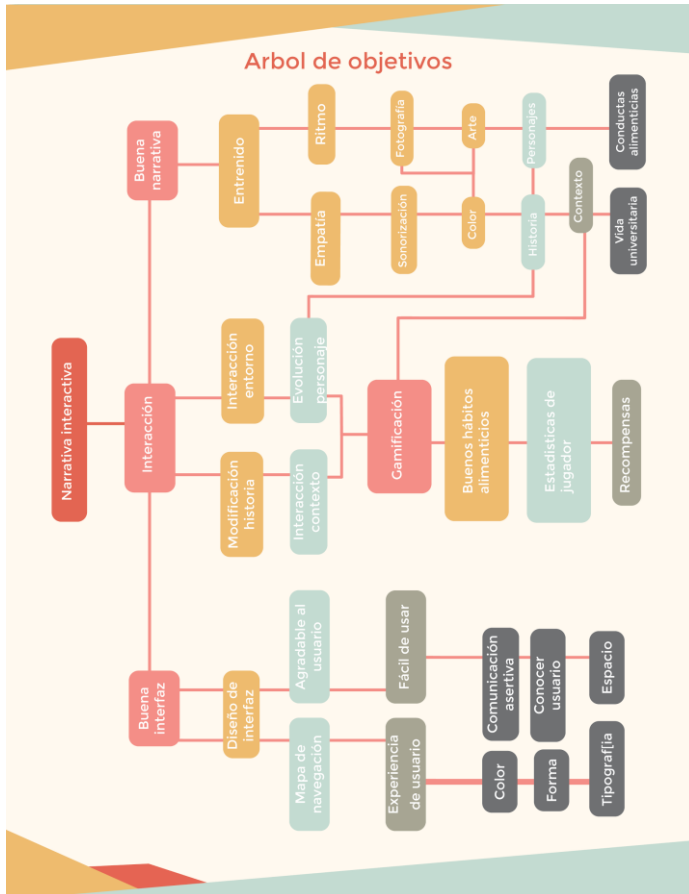 Arbol de objetivos
Narrativa interactiva
Buena
interfaz
Interacción
Buena
narrativa
Diseño de
interfaz
Modificación
historia
Interacción
entorno
Entrenido
Mapa de
navegación
Agradable al
usuario
Interacción
contexto
Evolución
personaje
Empatía
Ritmo
Experiencia
de usuario
Fácil de usar
Gamificación
Sonorización
Fotografía
Buenos hábitos
alimenticios
Color
Arte
Color
Comunicación
asertiva
Estadísticas de
jugador
Historia
Personajes
Forma
Conocer
usuario
Contexto
Tipograf[ia
Espacio
Recompensas
Vida
universitaria
Conductas
alimenticias